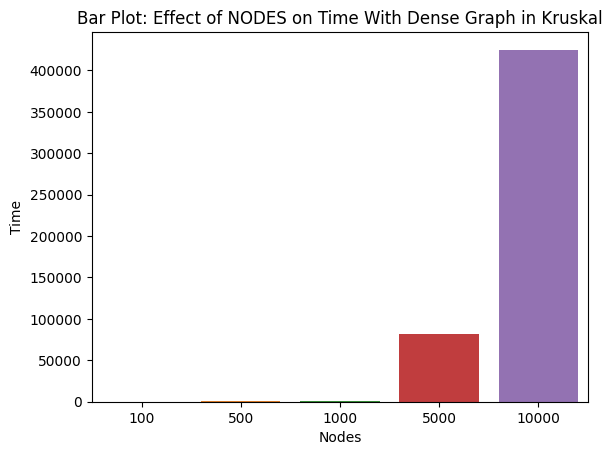 Bar Plot: Effect of NODES on Time With Dense Graph in Kruskal
400000
350000
300000
250000
200000
150000
100000
50000
0
Time
100 500 1000 5000 10000
Nodes